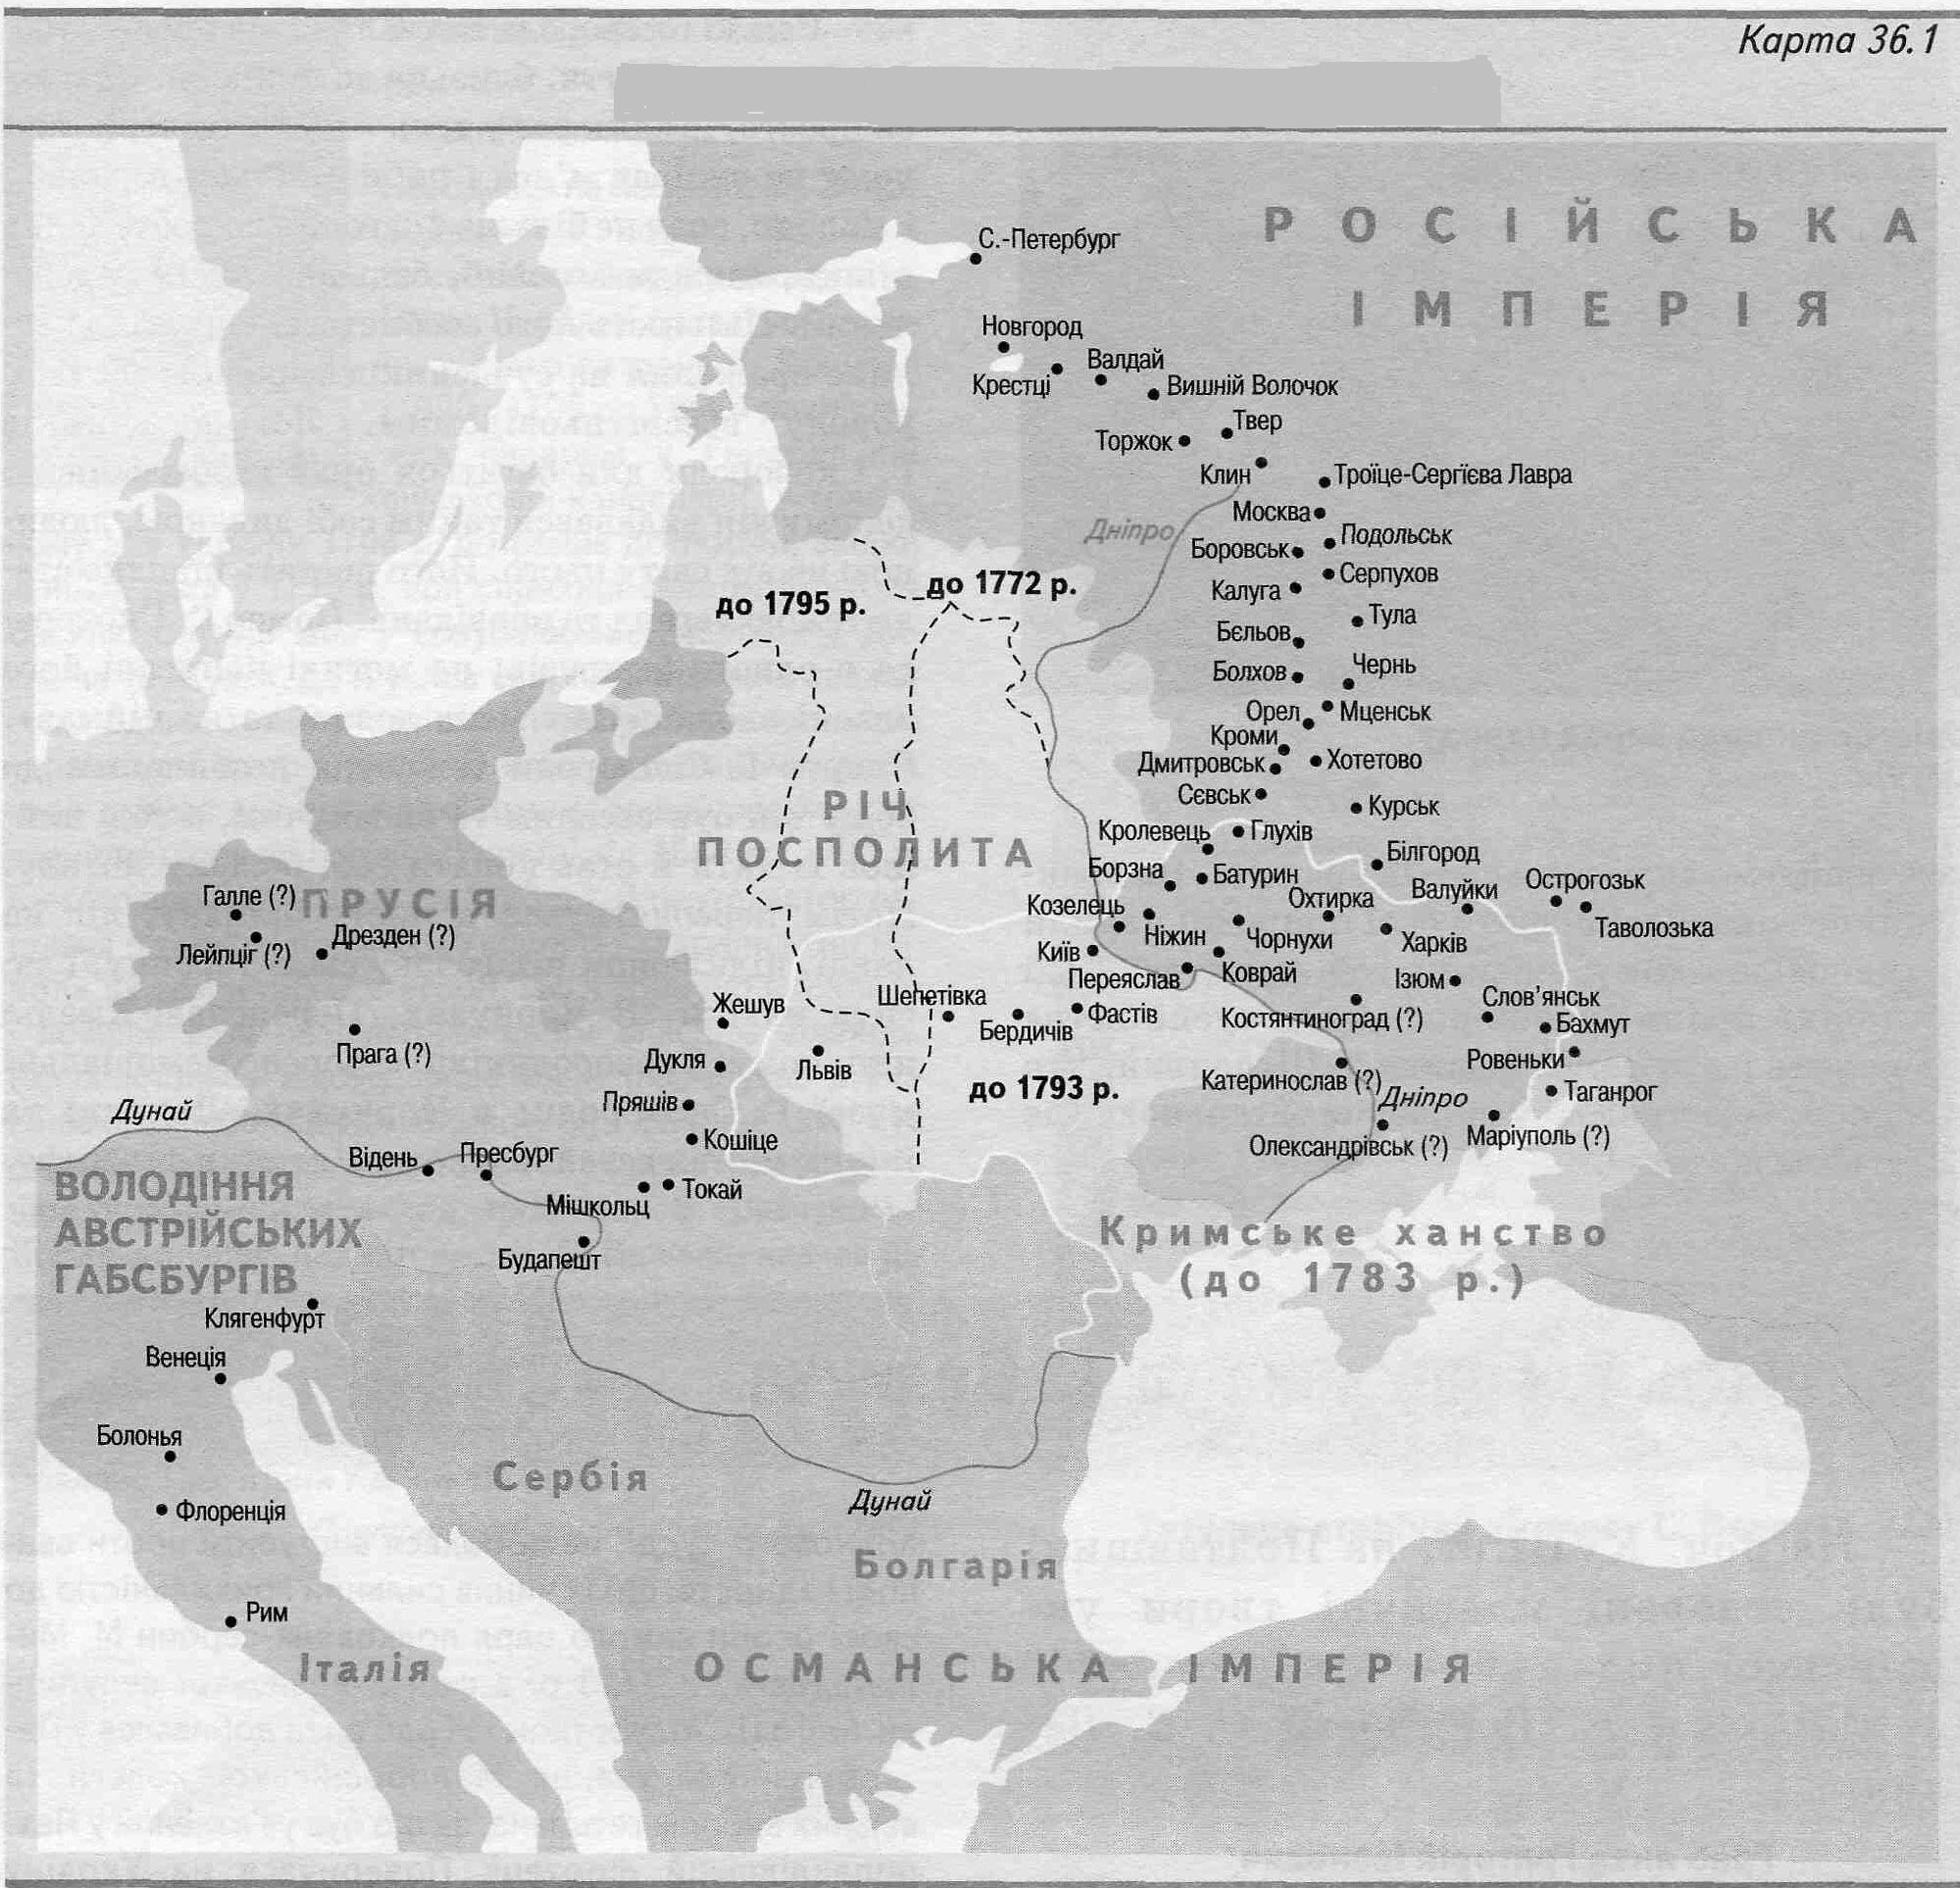 Карта 36.1
РОСІЙСЬКА
ІМПЕРІЯ
С.-Петербург
Новгород
Крестці
Валдай
Вишній Волочок
Торжок
Твер
Клин
Троїце-Сергієва Лавра
Дніпро
Москва
Подольськ
Боровськ
Серпухов
Калуга
Тула
Бєльов
Болхов
Чернь
Орел
Мценськ
Кроми
Хотетово
Дмитровськ
Сєвськ
Курськ
до 1795 р.
до 1772 р.
РІЧ
ПОСПОЛИТА
Кролевець
Глухів
Борзна
Батурин
Білгород
Охтирка
Валуйки
Острогозьк
Таволозька
Козелець
Ніжин
Чорнухи
Харків
Київ
Переяслав
Коврай
Ізюм
Галле (?)
ПРУСІЯ
Лейпціг (?)
Дрезден (?)
Прага (?)
Жешув
Шепетівка
Бердичів
Фастів
Костянтиноград (?)
Слов'янськ
Бахмут
Дукля
Львів
Ровеньки
Пряшів
до 1793 р.
Катеринослав (?)
Дніпро
Таганрог
Дунай
Кошіце
Олександрівськ (?)
Маріуполь (?)
Відень
Пресбург
ВОЛОДІННЯ
АВСТРІЙСЬКИХ
ГАБСБУРГІВ
Мішкольц
Токай
Будапешт
Кримське ханство
(до 1783 р.)
Клягенфурт
Венеція
Болонья
Сербія
Дунай
Флоренція
Болгарія
Рим
Італія
ОСМАНСЬКА ІМПЕРІЯ